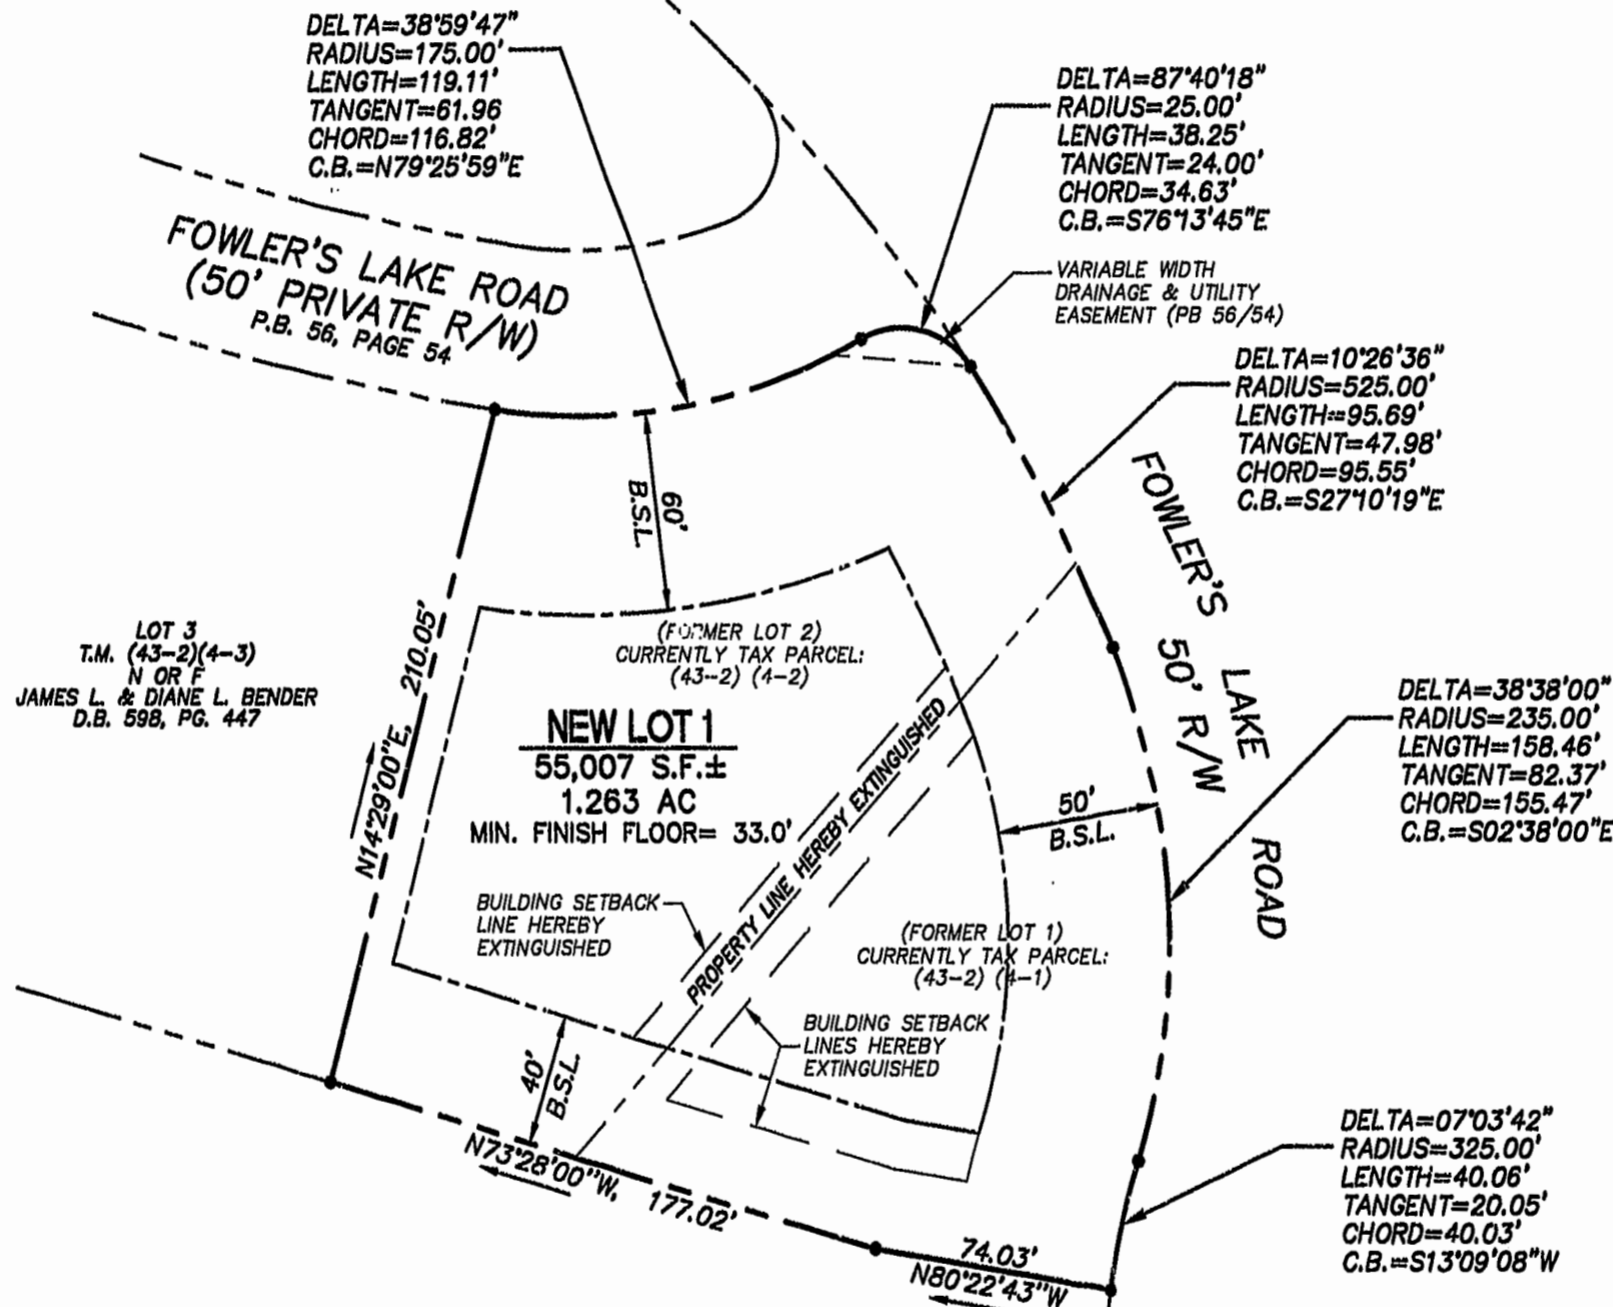 DELTA=38°59'47"
RADIUS=175.00'
LENGTH=119.11'
TANGENT=61.96
CHORD=116.82'
C.B.=N79°25'59"E
DELTA=87°40'18"
RADIUS=25.00'
LENGTH=38.25'
TANGENT=24.00'
CHORD=34.63'
C.B.=S76°13'45"E
FOWLER'S LAKE ROAD
(50' PRIVATE R/W)
P.B. 56, PAGE 54
VARIABLE WIDTH
DRAINAGE & UTILITY
EASEMENT (PB 56/54)
DELTA=10°26'36"
RADIUS=525.00'
LENGTH=95.69'
TANGENT=47.98'
CHORD=95.55'
C.B.=S27°10'19"E
60'
B.S.L.
FOWLER'S LAKE ROAD
50' R/W
LOT 3
T.M. (43-2)(4-3)
N OR F
JAMES L. & DIANE L. BENDER
D.B. 598, PG. 447
N14°29'00"E, 210.05'
(FORMER LOT 2)
CURRENTLY TAX PARCEL:
(43-2) (4-2)
NEW LOT 1
55,007 S.F.±
1.263 AC
MIN. FINISH FLOOR= 33.0'
PROPERTY LINE HEREBY EXTINGUISHED
50'
B.S.L.
DELTA=38°38'00"
RADIUS=235.00'
LENGTH=158.46'
TANGENT=82.37'
CHORD=155.47'
C.B.=S02°38'00"E
BUILDING SETBACK
LINE HEREBY
EXTINGUISHED
(FORMER LOT 1)
CURRENTLY TAX PARCEL:
(43-2) (4-1)
BUILDING SETBACK
LINES HEREBY
EXTINGUISHED
40'
B.S.L.
N73°28'00"W, 177.02'
74.03'
N80°22'43"W
DELTA=07°03'42"
RADIUS=325.00'
LENGTH=40.06'
TANGENT=20.05'
CHORD=40.03'
C.B.=S13°09'08"W